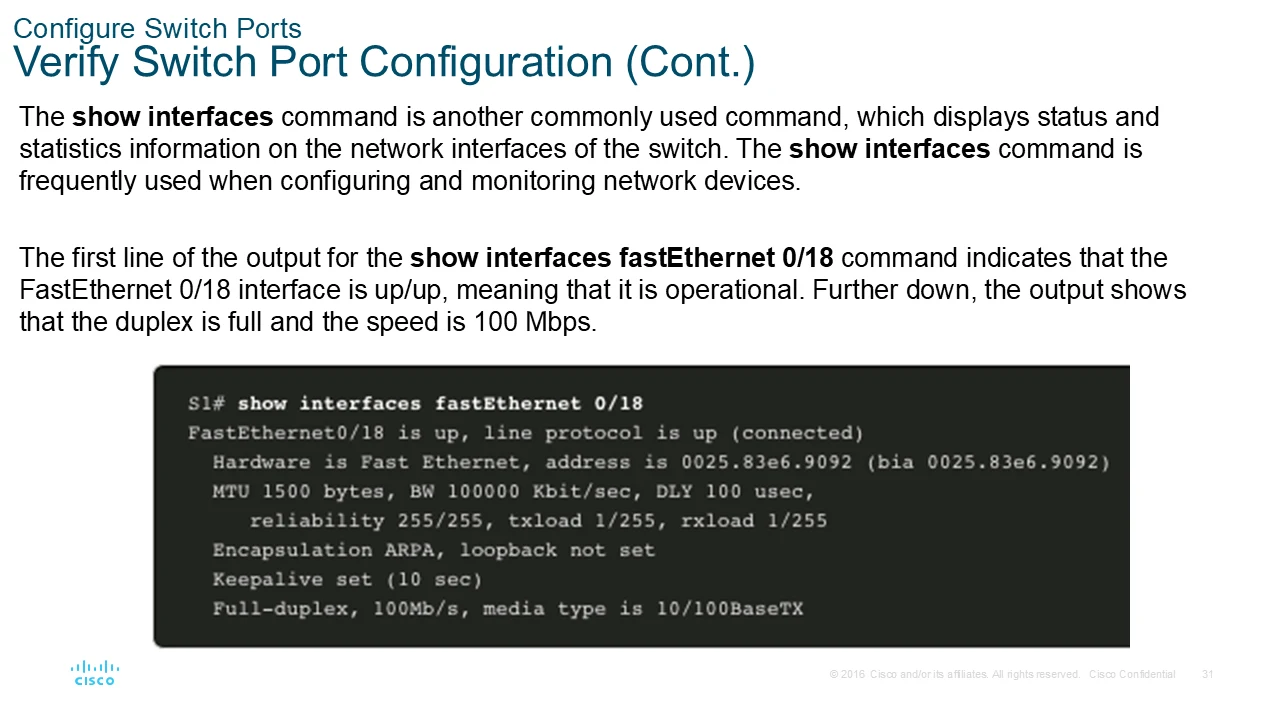 Configure Switch Ports
Verify Switch Port Configuration (Cont.)
The show interfaces command is another commonly used command, which displays status and
statistics information on the network interfaces of the switch. The show interfaces command is
frequently used when configuring and monitoring network devices.
The first line of the output for the show interfaces fastEthernet 0/18 command indicates that the
FastEthernet 0/18 interface is up/up, meaning that it is operational. Further down, the output shows
that the duplex is full and the speed is 100 Mbps.
S1# show interfaces fastEthernet 0/18
FastEthernet0/18 is up, line protocol is up (connected)
Hardware is Fast Ethernet, address is 0025.83e6.9092 (bia 0025.83e6.9092)
MTU 1500 bytes, BW 100000 Kbit/sec, DLY 100 usec,
reliability 255/255, txload 1/255, rxload 1/255
Encapsulation ARPA, loopback not set
Keepalive set (10 sec)
Full-duplex, 100Mb/s, media type is 10/100BaseTX
CISCO
© 2016 Cisco and/or its affiliates. All rights reserved. Cisco Confidential 31